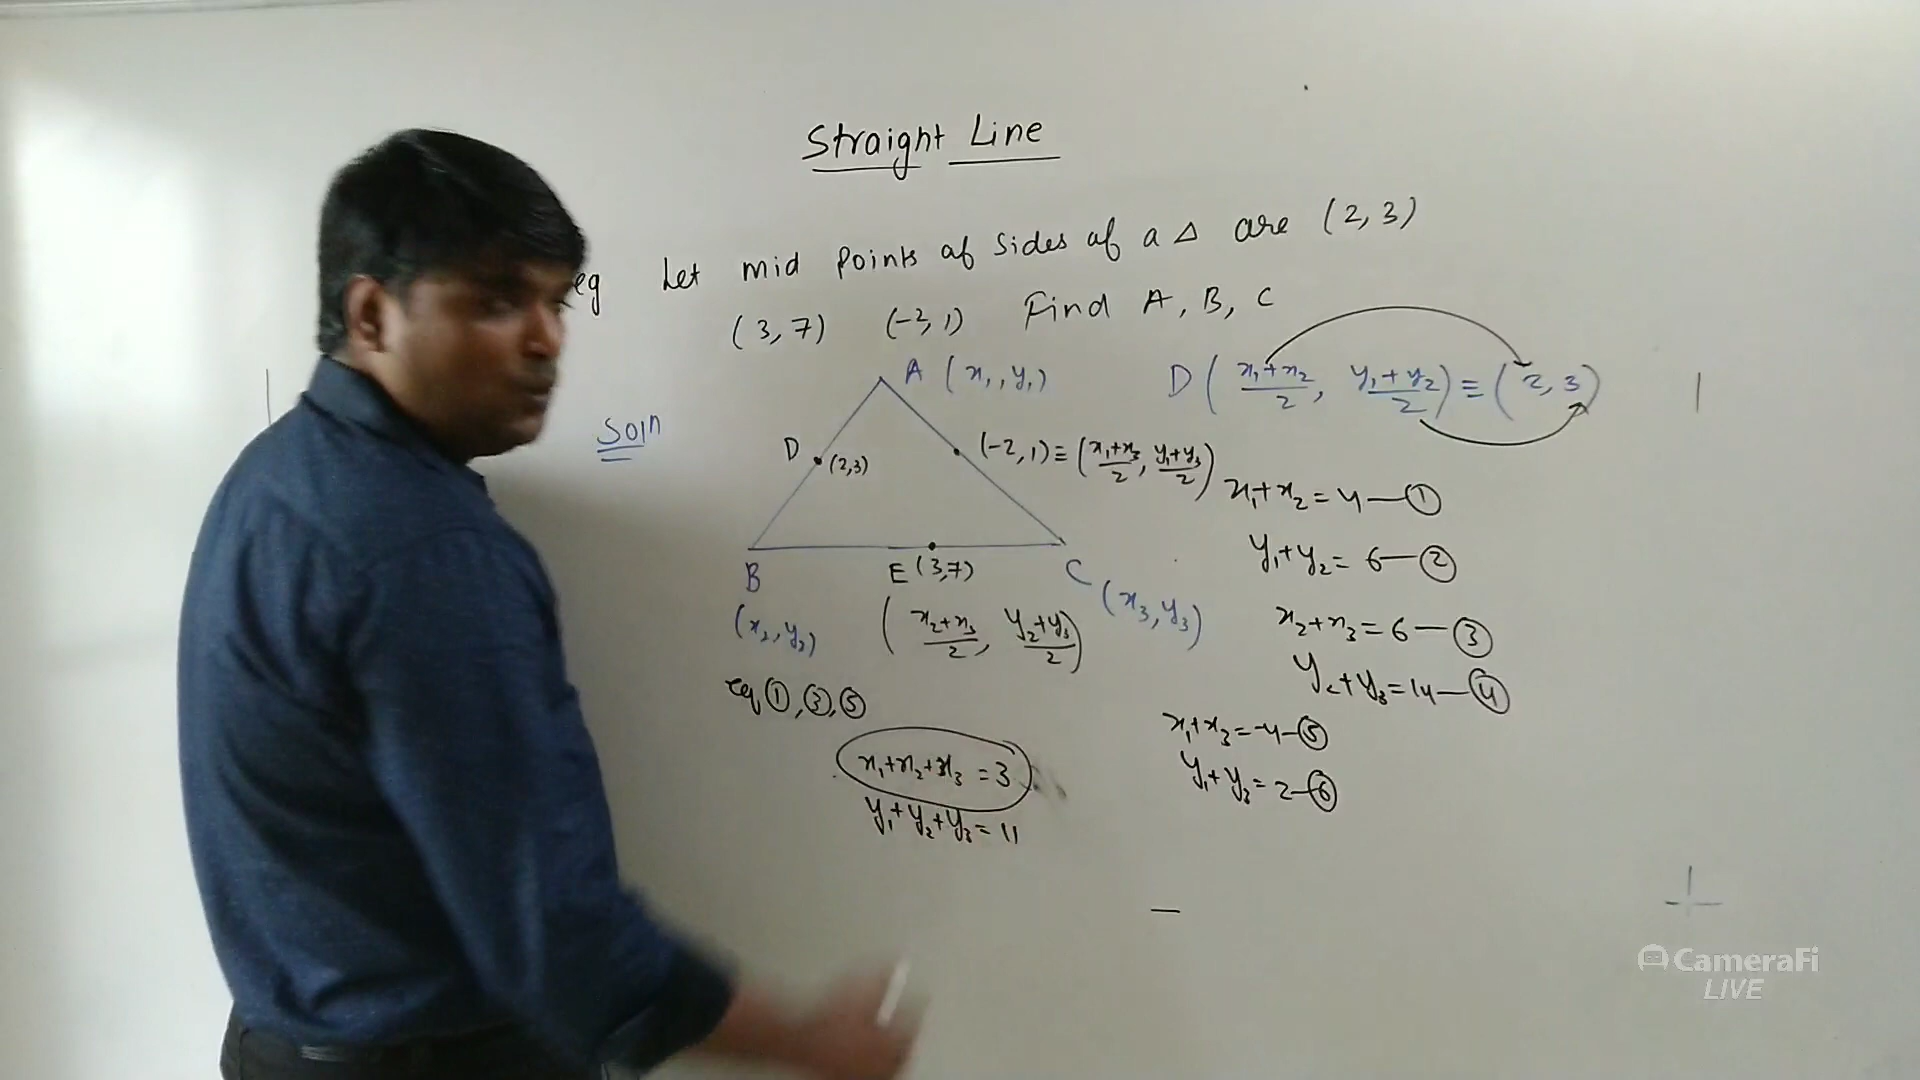 Straight Line
eg Let mid points of sides of a Δ are (2, 3)
(3, 7) (-2, 1) Find A, B, C
Soln
A (x₁, y₁)
D (x₁+x₂/2, y₁+y₂/2) ≡ (2, 3)
D (2,3)
(-2, 1) ≡ (x₁+x₃/2, y₁+y₃/2)
x₁+x₂ = 4 — ①
y₁+y₂ = 6 — ②
B
E (3,7)
C (x₃, y₃)
(x₂, y₂)
(x₂+x₃/2, y₂+y₃/2)
x₂+x₃ = 6 — ③
y₂+y₃ = 14 — ④
eq ①, ③, ⑤
x₁+x₃ = -4 — ⑤
y₁+y₃ = 2 — ⑥
x₁+x₂+x₃ = 3
y₁+y₂+y₃ = 11
CameraFi
LIVE